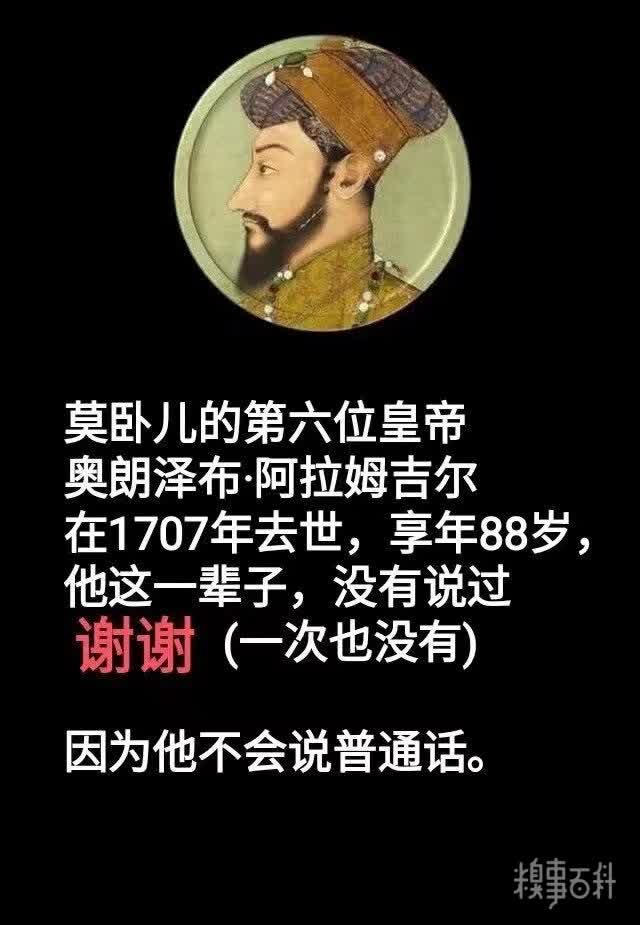 莫卧儿的第六位皇帝
奥朗泽布·阿拉姆吉尔
在1707年去世，享年88岁，
他这一辈子，没有说过
谢谢 (一次也没有)
因为他不会说普通话。
糗事百科